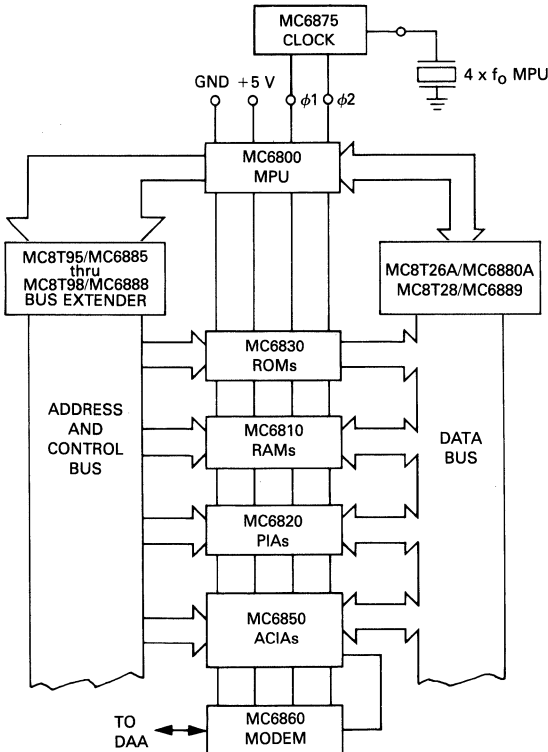 MC6875
CLOCK
4 x fo MPU
GND +5 V
ϕ1 ϕ2
MC6800
MPU
MC8T95/MC6885
thru
MC8T98/MC6888
BUS EXTENDER
MC8T26A/MC6880A
MC8T28/MC6889
MC6830
ROMs
ADDRESS
AND
CONTROL
BUS
MC6810
RAMs
DATA
BUS
MC6820
PIAs
MC6850
ACIAs
TO
DAA
MC6860
MODEM